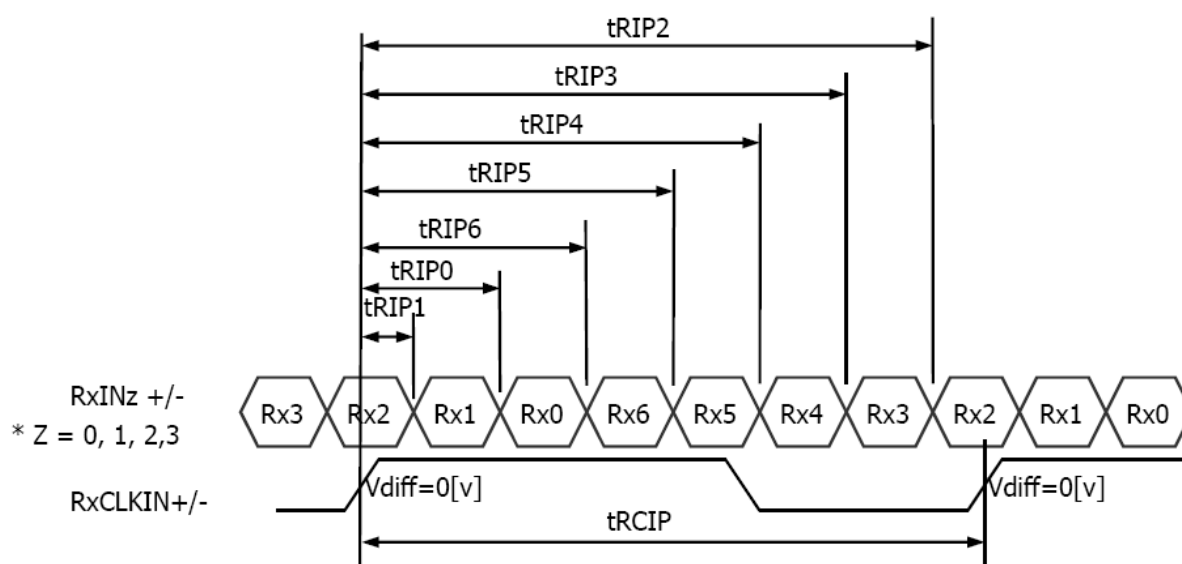 tRIP2
tRIP3
tRIP4
tRIP5
tRIP6
tRIP0
tRIP1
RxINz +/-
Rx3 Rx2 Rx1 Rx0 Rx6 Rx5 Rx4 Rx3 Rx2 Rx1 Rx0
* Z = 0, 1, 2,3
RxCLKIN+/- Vdiff=0[v] Vdiff=0[v]
tRCIP